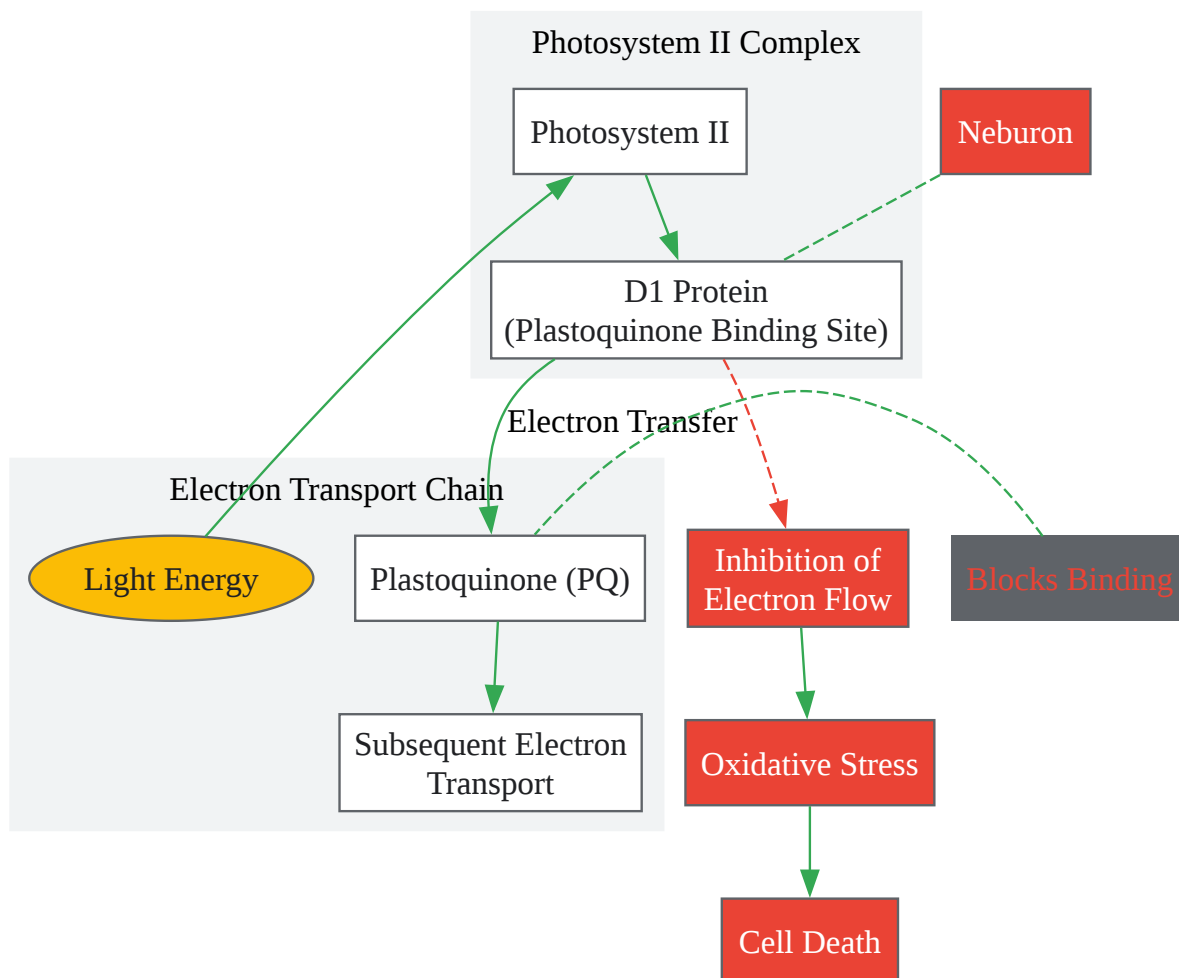 Photosystem II Complex
Photosystem II
Neburon
D1 Protein
(Plastoquinone Binding Site)
Electron Transfer
Electron Transport Chain
Light Energy
Plastoquinone (PQ)
Inhibition of
Electron Flow
Blocks Binding
Subsequent Electron
Transport
Oxidative Stress
Cell Death